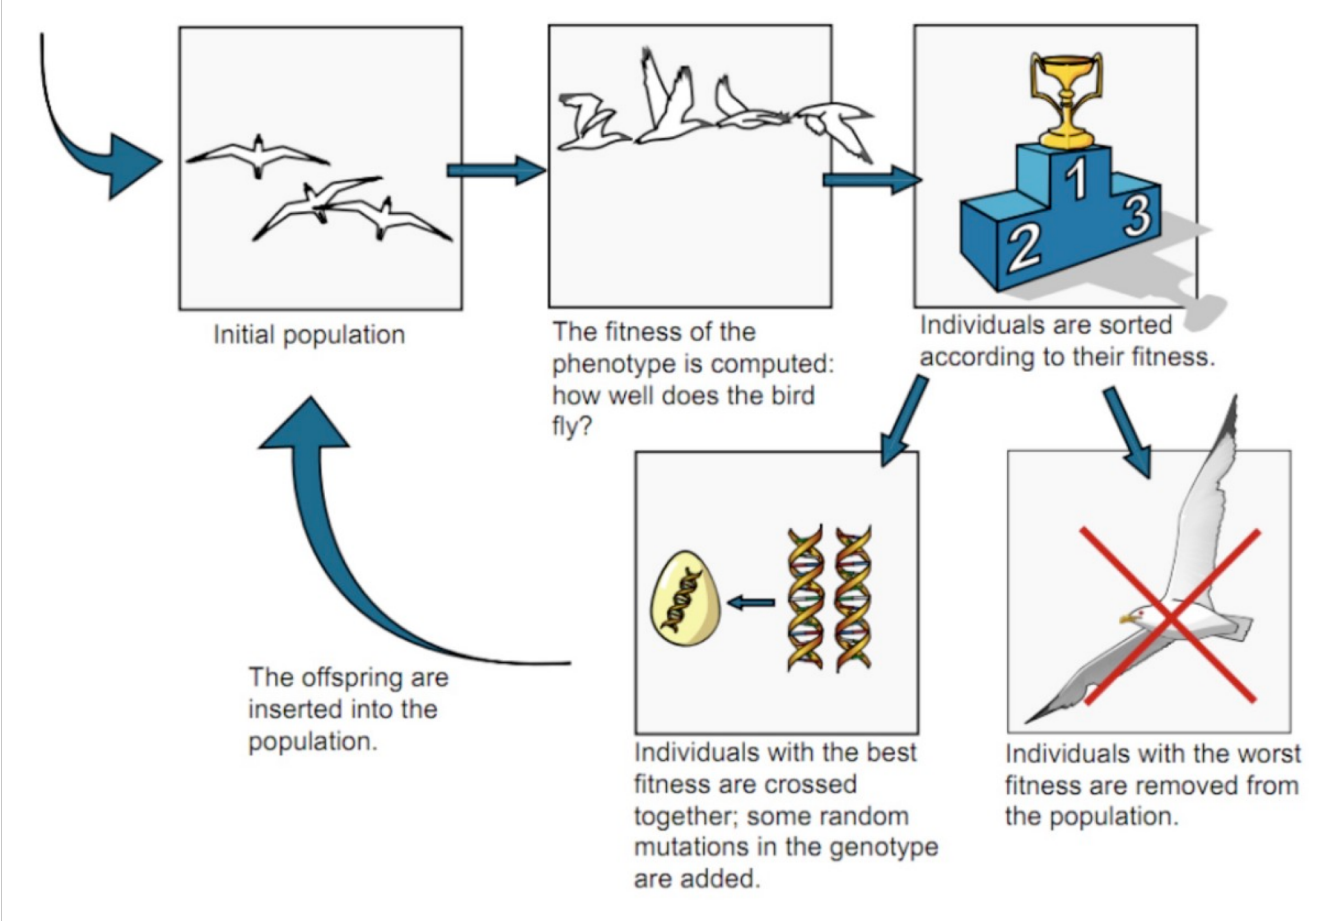 1
2
3
Initial population
The fitness of the
phenotype is computed:
how well does the bird
fly?
Individuals are sorted
according to their fitness.
The offspring are
inserted into the
population.
Individuals with the best
fitness are crossed
together; some random
mutations in the genotype
are added.
Individuals with the worst
fitness are removed from
the population.